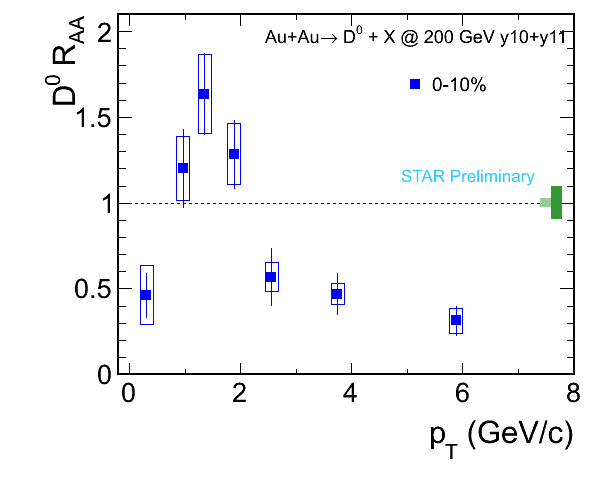 Au+Au→ D0 + X @ 200 GeV y10+y11
0-10%
STAR Preliminary
D0 RAA
2
1.5
1
0.5
0
0 2 4 6 8
pT (GeV/c)